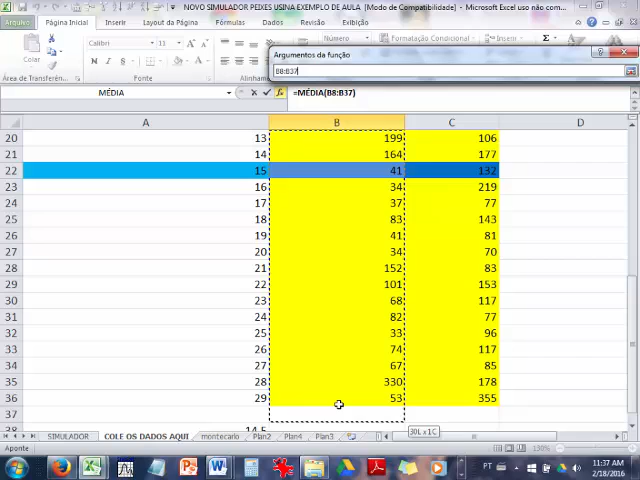 NOVO SIMULADOR PEIXES USINA EXEMPLO DE AULA [Modo de Compatibilidade] - Microsoft Excel uso não com...
Arquivo Página Inicial Inserir Layout da Página Fórmulas Dados
Colar Calibri 11 Número Formatação Condicional Inserir Σ
Área de Transferê... Fonte
Argumentos da função
B8:B37
MÉDIA =MÉDIA(B8:B37)
A B C D
20 13 199 106
21 14 164 177
22 15 41 132
23 16 34 219
24 17 37 77
25 18 83 143
26 19 41 81
27 20 34 70
28 21 152 83
29 22 101 153
30 23 68 117
31 24 82 77
32 25 33 96
33 26 74 117
34 27 67 85
35 28 330 178
36 29 53 355
37
38 14,5
SIMULADOR COLE OS DADOS AQUI montecarlo Plan2 Plan4 Plan3
30L x 1C
Aponte 130%
PT 11:37 AM
2/18/2016